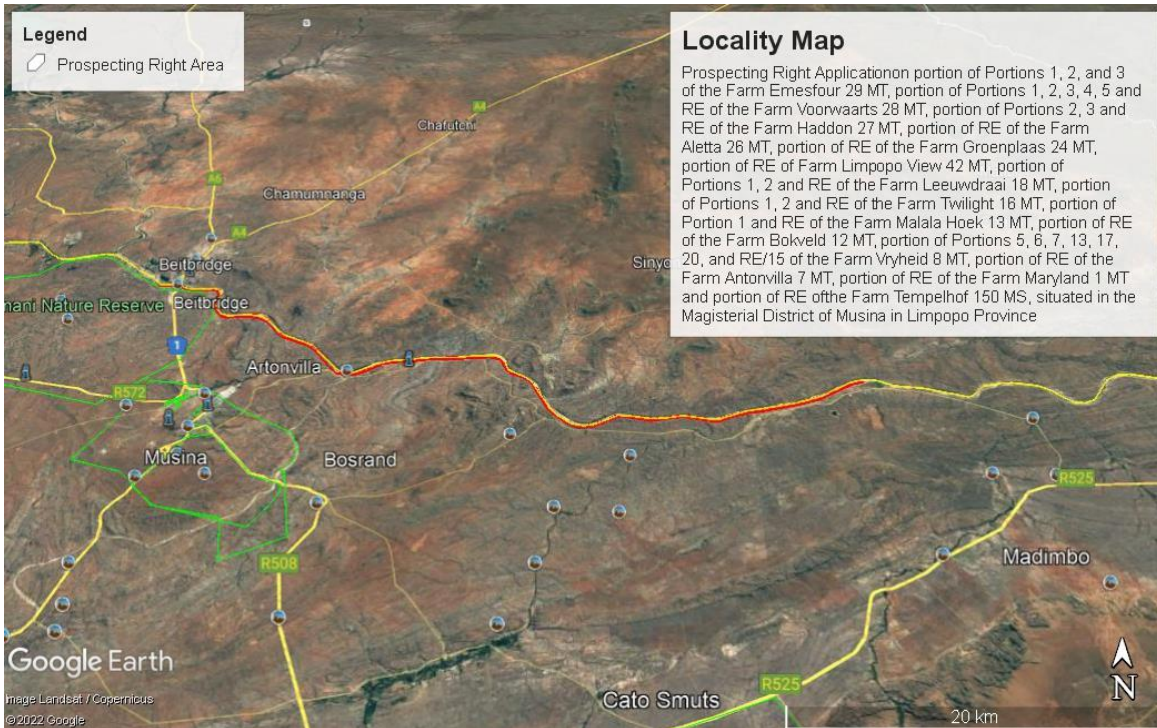 Legend
Prospecting Right Area
Locality Map
Prospecting Right Applicationon portion of Portions 1, 2, and 3
of the Farm Ernesfour 29 MT, portion of Portions 1, 2, 3, 4, 5 and
RE of the Farm Voorwaarts 28 MT, portion of Portions 2, 3 and
RE of the Farm Haddon 27 MT, portion of RE of the Farm
Aletta 26 MT, portion of RE of the Farm Groenplaas 24 MT,
portion of RE of Farm Limpopo View 42 MT, portion of
Portions 1, 2 and RE of the Farm Leeuwdraai 18 MT, portion
of Portions 1, 2 and RE of the Farm Twilight 16 MT, portion of
Portion 1 and RE of the Farm Malala Hoek 13 MT, portion of RE
of the Farm Bokveld 12 MT, portion of Portions 5, 6, 7, 13, 17,
20, and RE/15 of the Farm Vryheid 8 MT, portion of RE of the
Farm Antonvilla 7 MT, portion of RE of the Farm Maryland 1 MT
and portion of RE ofthe Farm Tempelhof 150 MS, situated in the
Magisterial District of Musina in Limpopo Province
A4
Chafutchi
A6
Chamumnanga
A4
Beitbridge
Sinyo
mani Nature Reserve
Beitbridge
1
Artonvilla
R572
Musina
Bosrand
R525
R508
Madimbo
Google Earth
Image Landsat / Copernicus
©2022 Google
Cato Smuts
R525
N
20 km